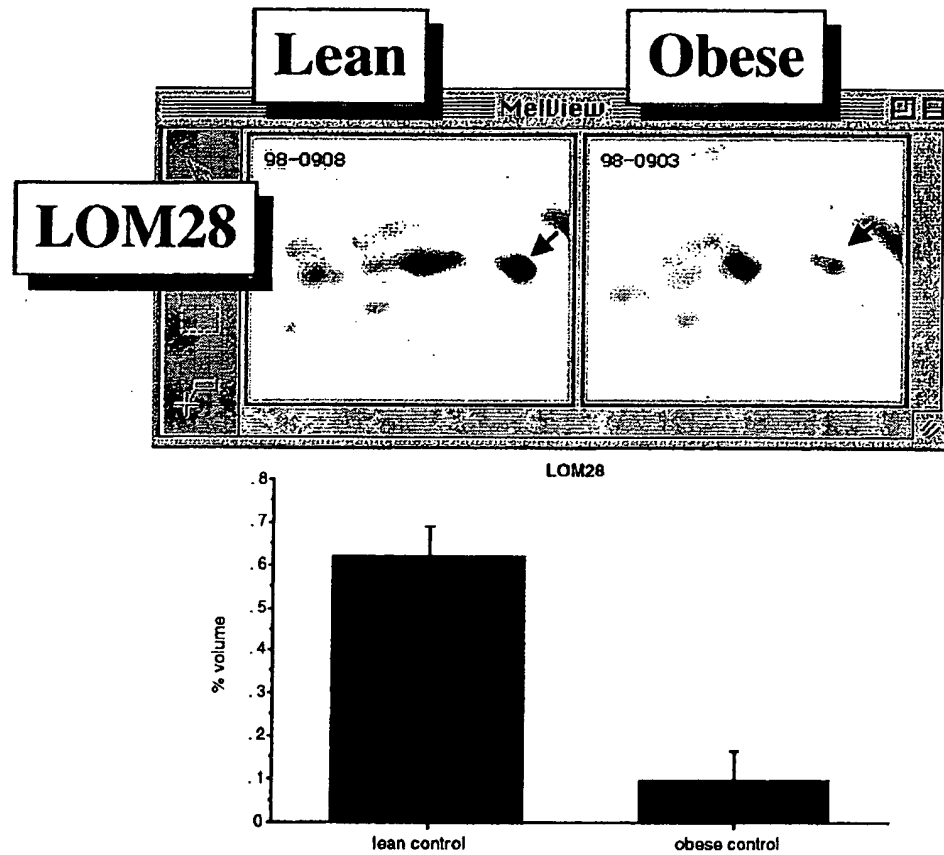 Lean
Obese
MelView
98-0908
98-0903
LOM28
LOM28
.8
.7
.6
.5
.4
.3
.2
.1
0
% volume
lean control
obese control